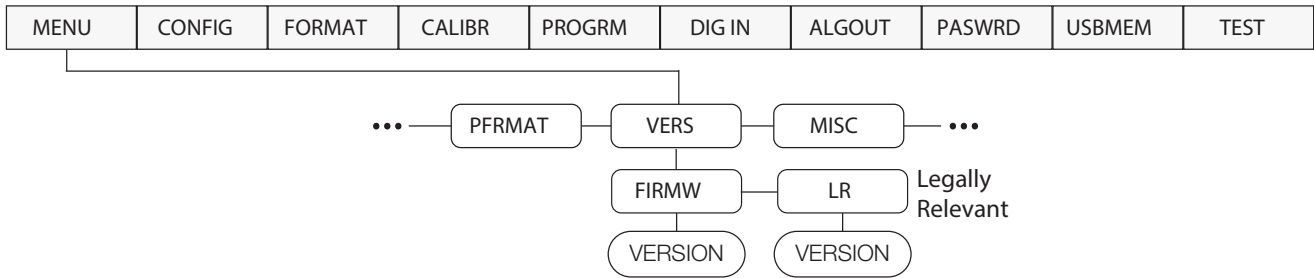 MENU CONFIG FORMAT CALIBR PROGRM DIG IN ALGOUT PASWRD USBMEM TEST
••• PFRMAT VERS MISC •••
FIRMW LR Legally
Relevant
VERSION VERSION